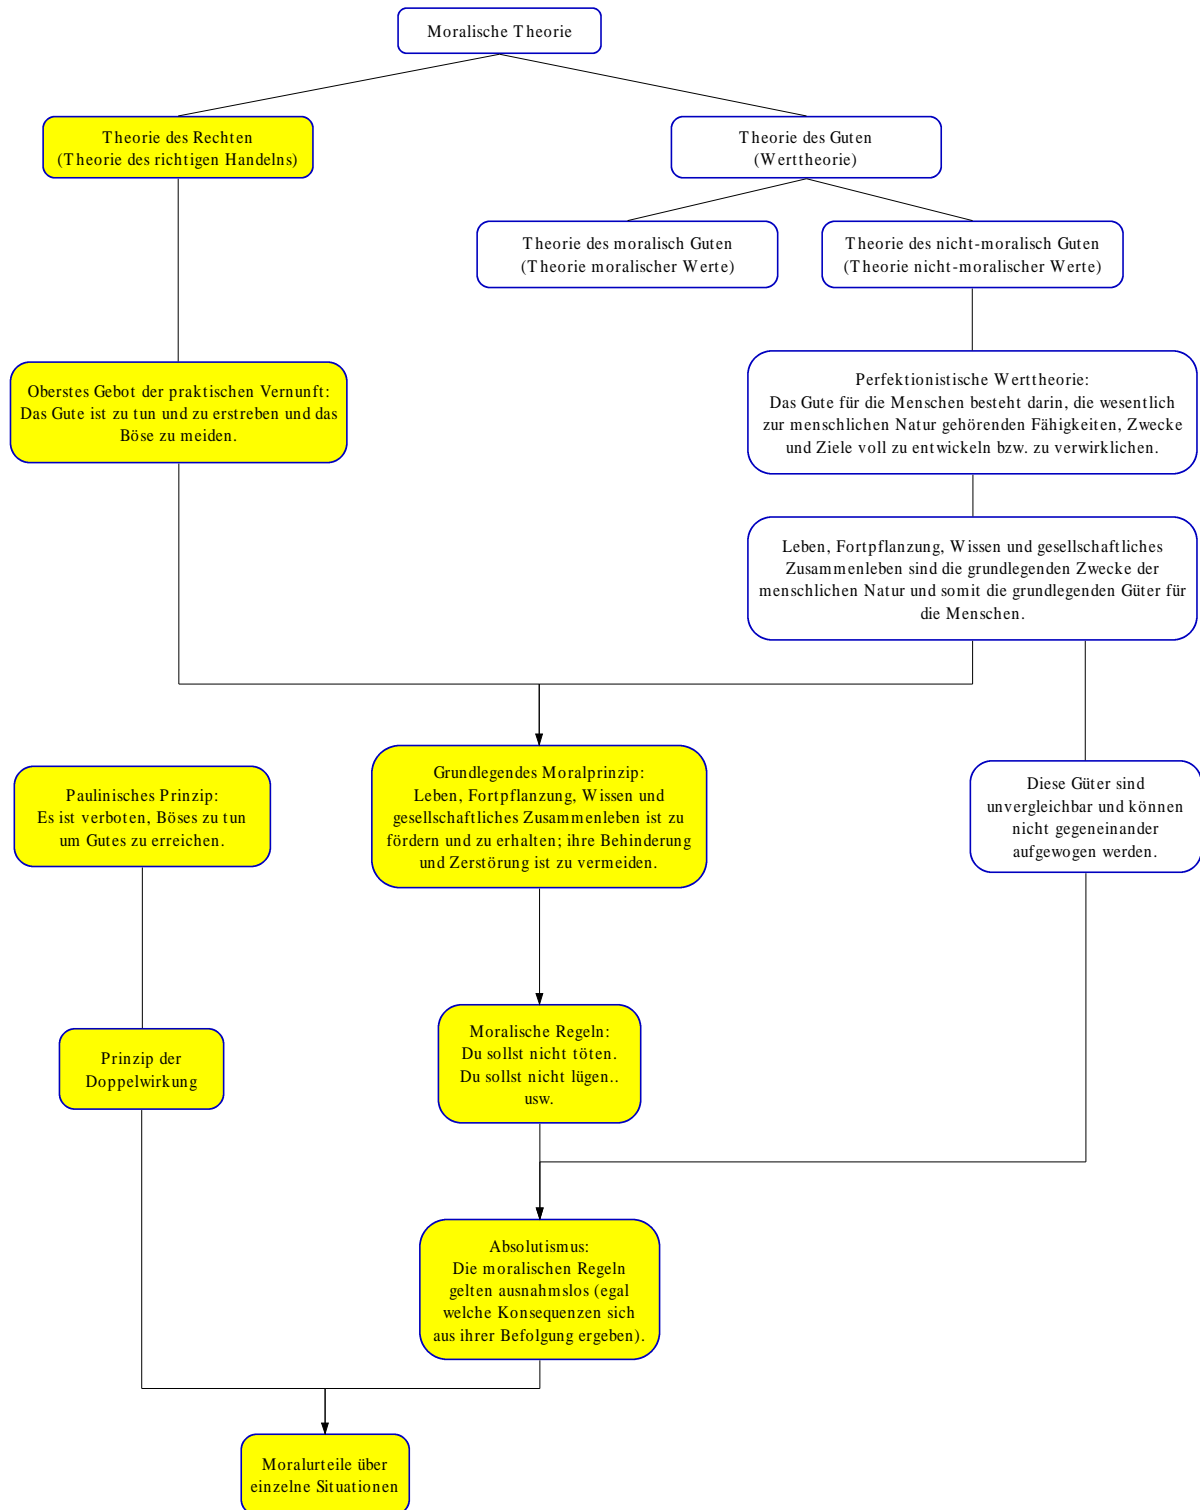 Moralische Theorie
Theorie des Rechten
(Theorie des richtigen Handelns)
Theorie des Guten
(Werttheorie)
Theorie des moralisch Guten
(Theorie moralischer Werte)
Theorie des nicht-moralisch Guten
(Theorie nicht-moralischer Werte)
Oberstes Gebot der praktischen Vernunft:
Das Gute ist zu tun und zu erstreben und das
Böse zu meiden.
Perfektionistische Werttheorie:
Das Gute für die Menschen besteht darin, die wesentlich
zur menschlichen Natur gehörenden Fähigkeiten, Zwecke
und Ziele voll zu entwickeln bzw. zu verwirklichen.
Leben, Fortpflanzung, Wissen und gesellschaftliches
Zusammenleben sind die grundlegenden Zwecke der
menschlichen Natur und somit die grundlegenden Güter für
die Menschen.
Paulinisches Prinzip:
Es ist verboten, Böses zu tun
um Gutes zu erreichen.
Grundlegendes Moralprinzip:
Leben, Fortpflanzung, Wissen und
gesellschaftliches Zusammenleben ist zu
fördern und zu erhalten; ihre Behinderung
und Zerstörung ist zu vermeiden.
Diese Güter sind
unvergleichbar und können
nicht gegeneinander
aufgewogen werden.
Prinzip der
Doppelwirkung
Moralische Regeln:
Du sollst nicht töten.
Du sollst nicht lügen..
usw.
Absolutismus:
Die moralischen Regeln
gelten ausnahmslos (egal
welche Konsequenzen sich
aus ihrer Befolgung ergeben).
Moralurteile über
einzelne Situationen